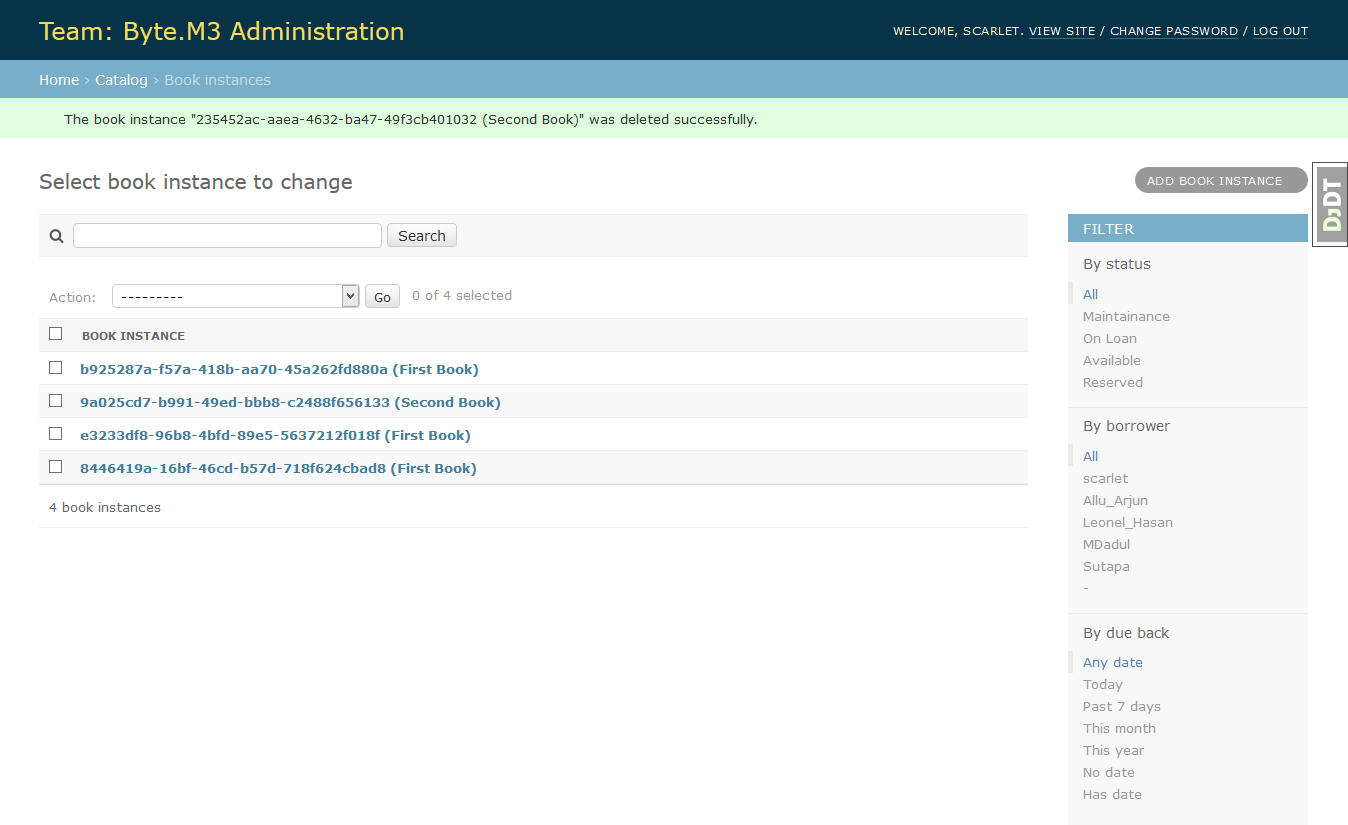 Team: Byte.M3 Administration
WELCOME, SCARLET. VIEW SITE / CHANGE PASSWORD / LOG OUT
Home › Catalog › Book instances
The book instance "235452ac-aaea-4632-ba47-49f3cb401032 (Second Book)" was deleted successfully.
Select book instance to change
ADD BOOK INSTANCE
DJDT
Search
Action:
---------
Go
0 of 4 selected
BOOK INSTANCE
b925287a-f57a-418b-aa70-45a262fd880a (First Book)
9a025cd7-b991-49ed-bbb8-c2488f656133 (Second Book)
e3233df8-96b8-4bfd-89e5-5637212f018f (First Book)
8446419a-16bf-46cd-b57d-718f624cbad8 (First Book)
4 book instances
FILTER
By status
All
Maintainance
On Loan
Available
Reserved
By borrower
All
scarlet
Allu_Arjun
Leonel_Hasan
MDadul
Sutapa
-
By due back
Any date
Today
Past 7 days
This month
This year
No date
Has date